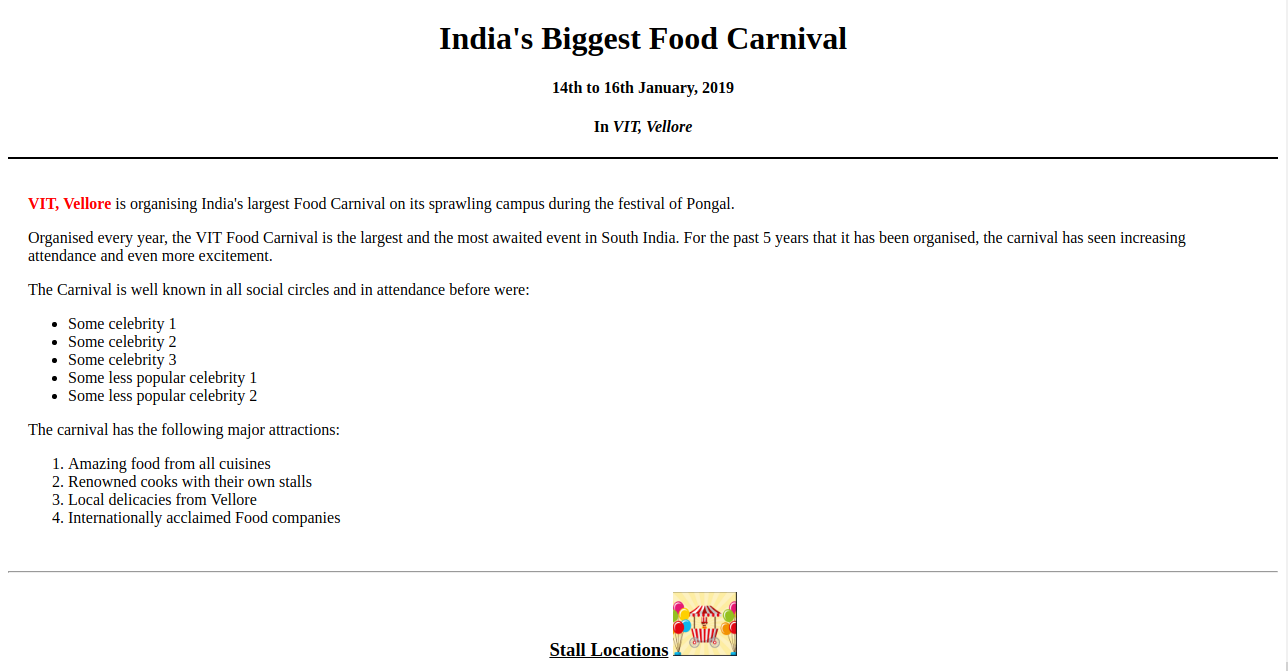 India's Biggest Food Carnival
14th to 16th January, 2019
In VIT, Vellore
VIT, Vellore is organising India's largest Food Carnival on its sprawling campus during the festival of Pongal.
Organised every year, the VIT Food Carnival is the largest and the most awaited event in South India. For the past 5 years that it has been organised, the carnival has seen increasing
attendance and even more excitement.
The Carnival is well known in all social circles and in attendance before were:
• Some celebrity 1
• Some celebrity 2
• Some celebrity 3
• Some less popular celebrity 1
• Some less popular celebrity 2
The carnival has the following major attractions:
1. Amazing food from all cuisines
2. Renowned cooks with their own stalls
3. Local delicacies from Vellore
4. Internationally acclaimed Food companies
Stall Locations